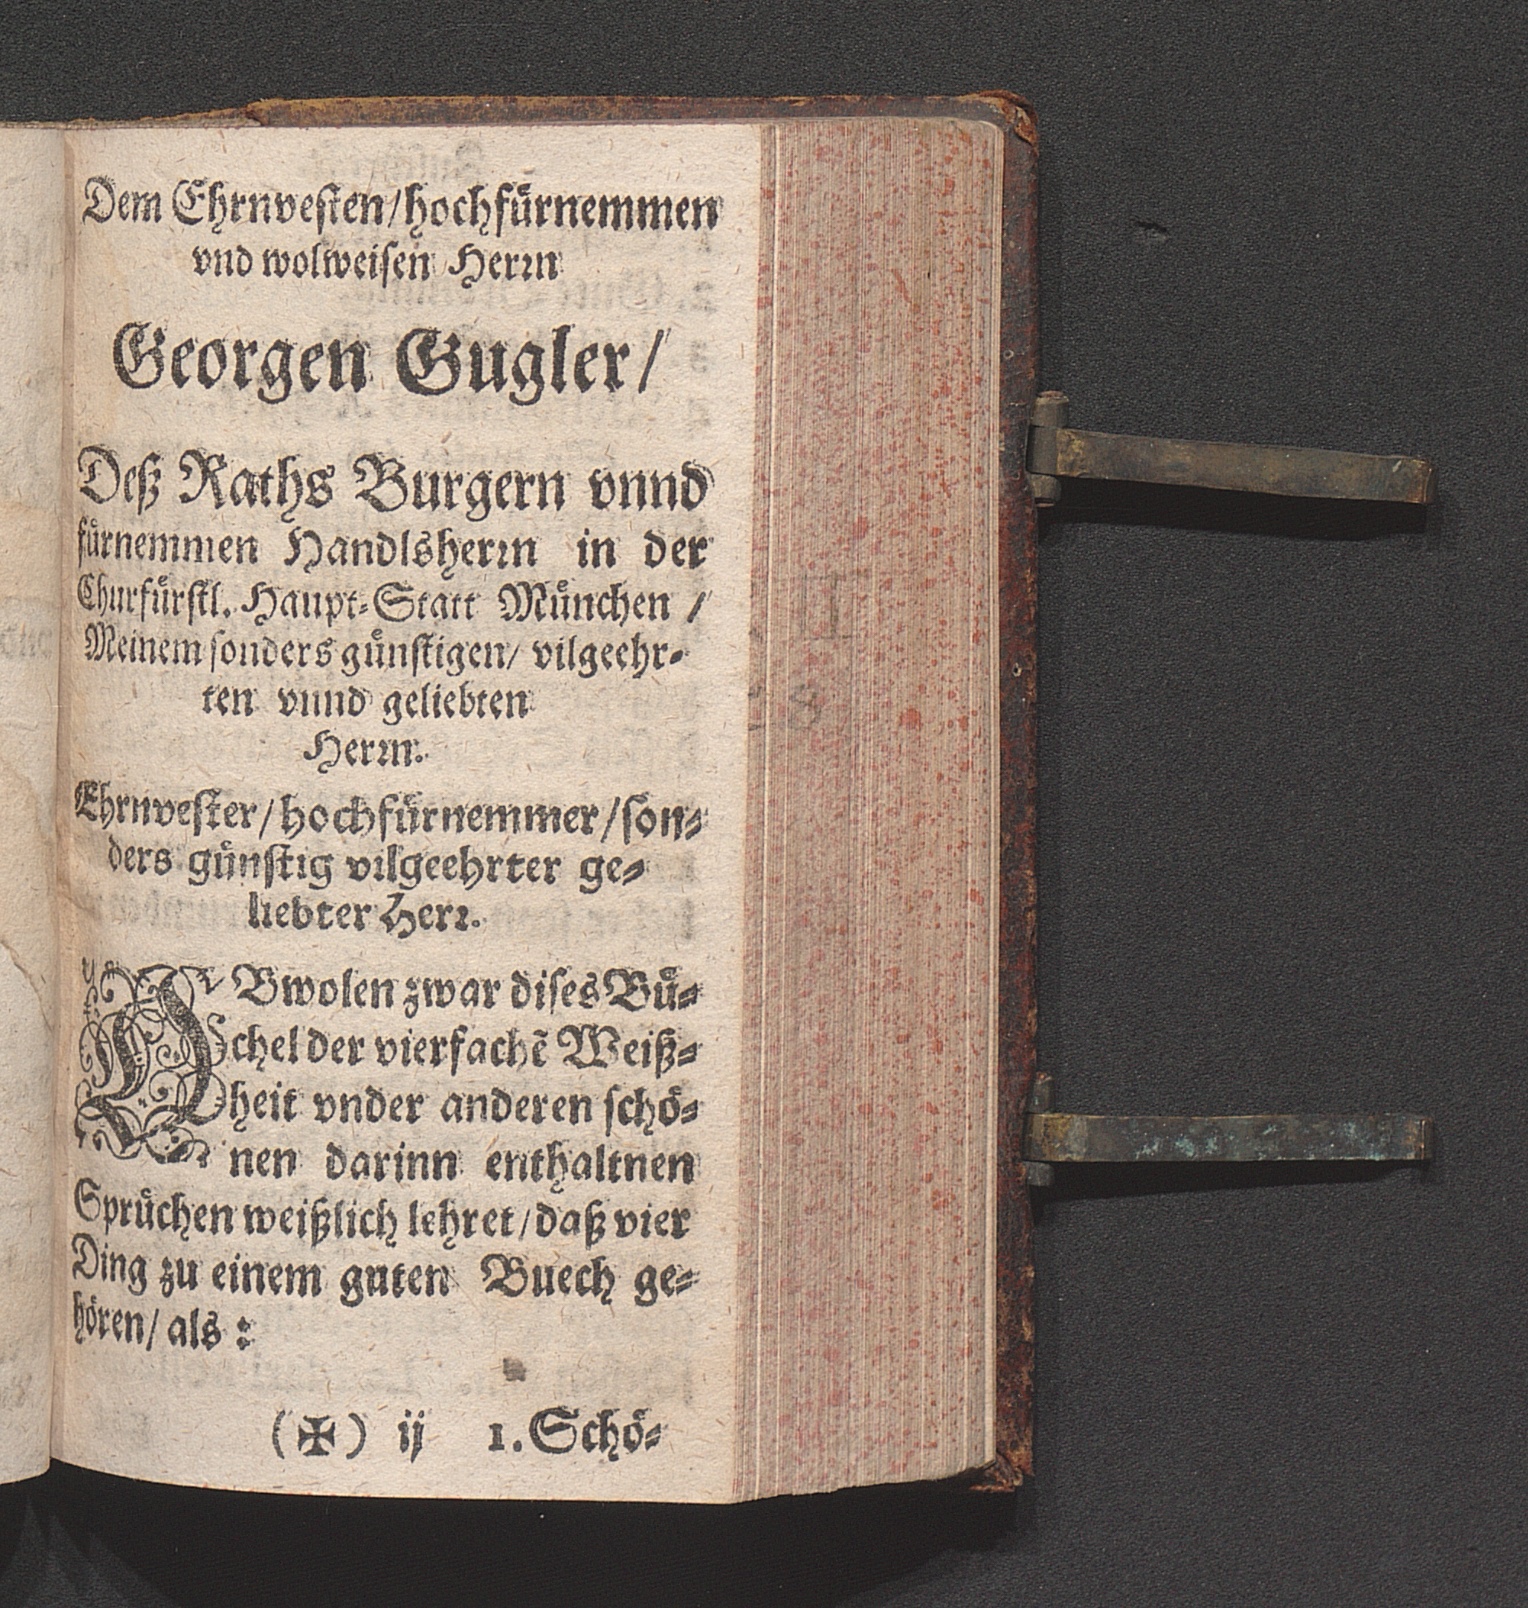 Dem Ehrnvesten/hochfürnemmen
vnd wolweisen Herrn
Georgen Gugler/
Deß Raths Burgern vnnd
fürnemmen Handlsherrn in der
Churfürstl. Haupt-Statt München /
Meinem sonders günstigen/ vilgeehr-
ten vnnd geliebten
Herrn.
Ehrnvester/hochfürnemmer/son-
ders günstig vilgeehrter ge-
liebter Herr.
OBwolen zwar dises Bü-
chel der vierfachẽ Weiß-
heit vnder anderen schö-
nen darinn enthaltnen
Sprüchen weißlich lehret/daß vier
Ding zu einem guten Buech ge-
hören/ als :
(✠) ij 1. Schö-